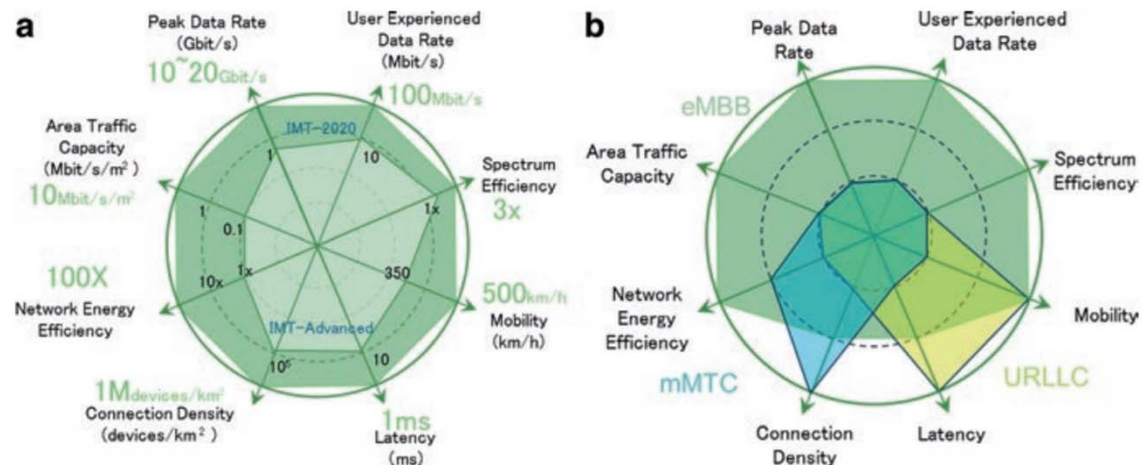 a
Peak Data Rate
(Gbit/s)
10~20Gbit/s
User Experienced
Data Rate
(Mbit/s)
100Mbit/s
Area Traffic
Capacity
(Mbit/s/m²)
10Mbit/s/m²
IMT-2020
1
10
Spectrum
Efficiency
3x
1x
1
0.1
100X
1x
10x
Network Energy
Efficiency
350
500km/h
Mobility
(km/h)
IMT-Advanced
10⁵
10
1Mdevices/km²
Connection Density
(devices/km²)
1ms
Latency
(ms)
b
Peak Data
Rate
User Experienced
Data Rate
eMBB
Area Traffic
Capacity
Spectrum
Efficiency
Network
Energy
Efficiency
Mobility
mMTC
URLLC
Connection
Density
Latency